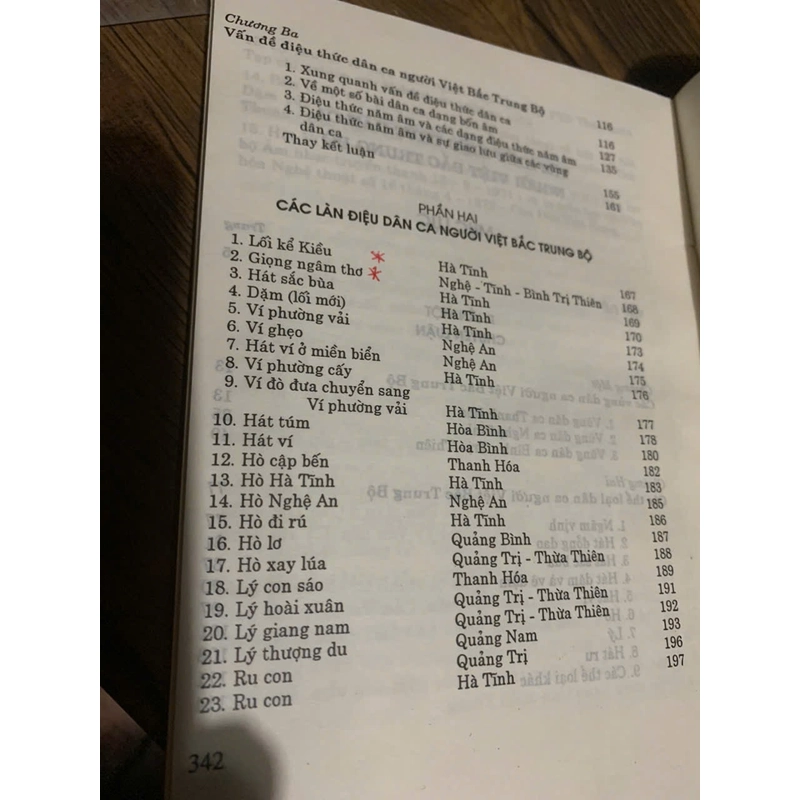 Chương Ba
Vấn đề điệu thức dân ca người Việt Bắc Trung Bộ 116
1. Xung quanh vấn đề điệu thức dân ca 116
2. Về một số bài dân ca dạng bốn âm 127
3. Điệu thức năm âm và các dạng điệu thức năm âm 135
4. Điệu thức năm âm và sự giao lưu giữa các vùng
dân ca 155
Thay kết luận 161
PHẦN HAI
CÁC LÀN ĐIỆU DÂN CA NGƯỜI VIỆT BẮC TRUNG BỘ
1. Lối kể Kiều Hà Tĩnh 167
2. Giọng ngâm thơ Nghệ - Tĩnh - Bình Trị Thiên 168
3. Hát sắc bùa Hà Tĩnh 169
4. Dặm (lối mới) Hà Tĩnh 170
5. Ví phường vải Hà Tĩnh 173
6. Ví ghẹo Nghệ An 174
7. Hát ví ở miền biển Nghệ An 175
8. Ví phường cấy Hà Tĩnh 176
9. Ví đò đưa chuyển sang
Ví phường vải Hà Tĩnh 177
10. Hát túm Hòa Bình 178
11. Hát ví Hòa Bình 180
12. Hò cập bến Thanh Hóa 182
13. Hò Hà Tĩnh Hà Tĩnh 183
14. Hò Nghệ An Nghệ An 185
15. Hò đi rú Hà Tĩnh 186
16. Hò lơ Quảng Bình 187
17. Hò xay lúa Quảng Trị - Thừa Thiên 188
18. Lý con sáo Thanh Hóa 189
19. Lý hoài xuân Quảng Trị - Thừa Thiên 191
20. Lý giang nam Quảng Trị - Thừa Thiên 192
21. Lý thượng du Quảng Nam 193
22. Ru con Quảng Trị 196
23. Ru con Hà Tĩnh 197
342